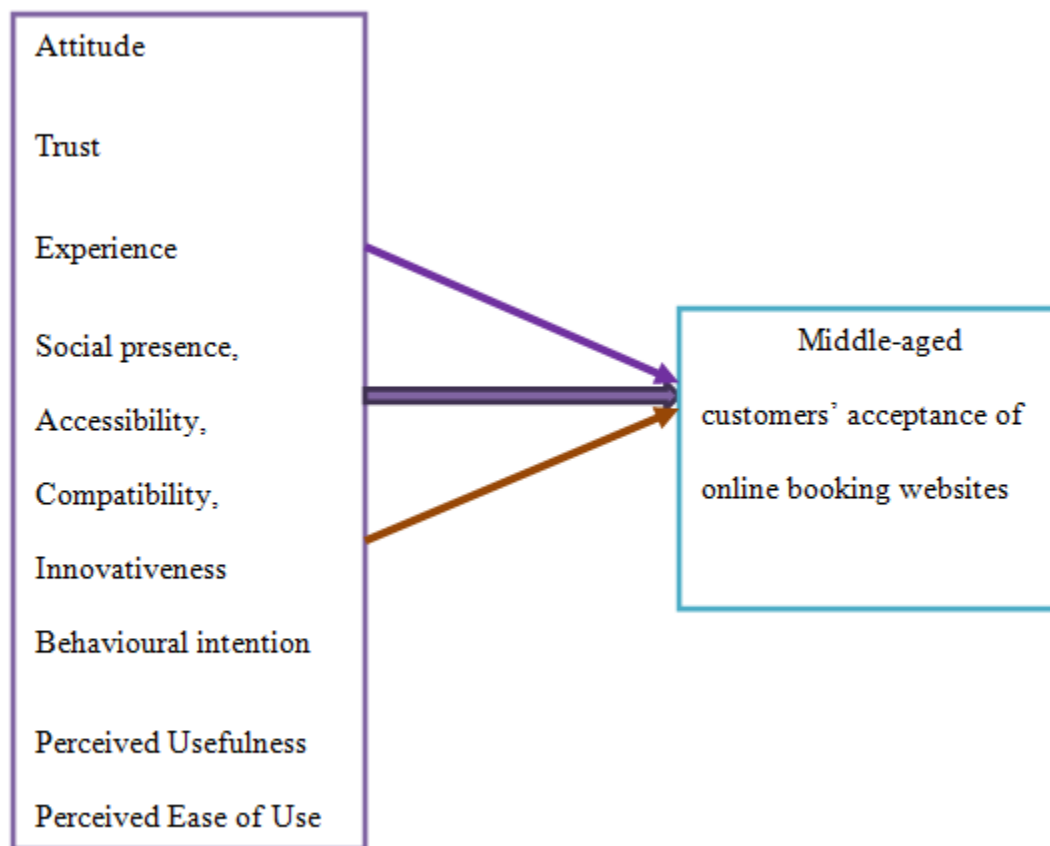 Attitude
Trust
Experience
Social presence,
Accessibility,
Compatibility,
Innovativeness
Behavioural intention
Perceived Usefulness
Perceived Ease of Use
Middle-aged
customers’ acceptance of
online booking websites